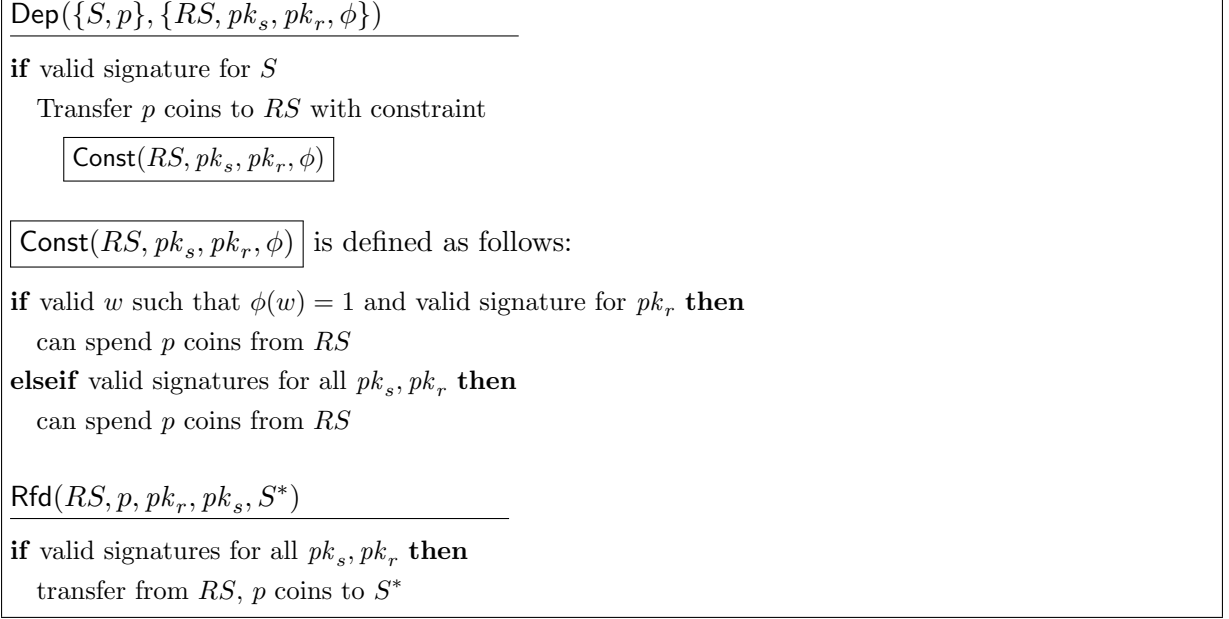 Dep({S, p}, {RS, pk_s, pk_r, ϕ})
if valid signature for S
Transfer p coins to RS with constraint
Const(RS, pk_s, pk_r, ϕ)
Const(RS, pk_s, pk_r, ϕ) is defined as follows:
if valid w such that ϕ(w) = 1 and valid signature for pk_r then
can spend p coins from RS
elseif valid signatures for all pk_s, pk_r then
can spend p coins from RS
Rfd(RS, p, pk_r, pk_s, S*)
if valid signatures for all pk_s, pk_r then
transfer from RS, p coins to S*